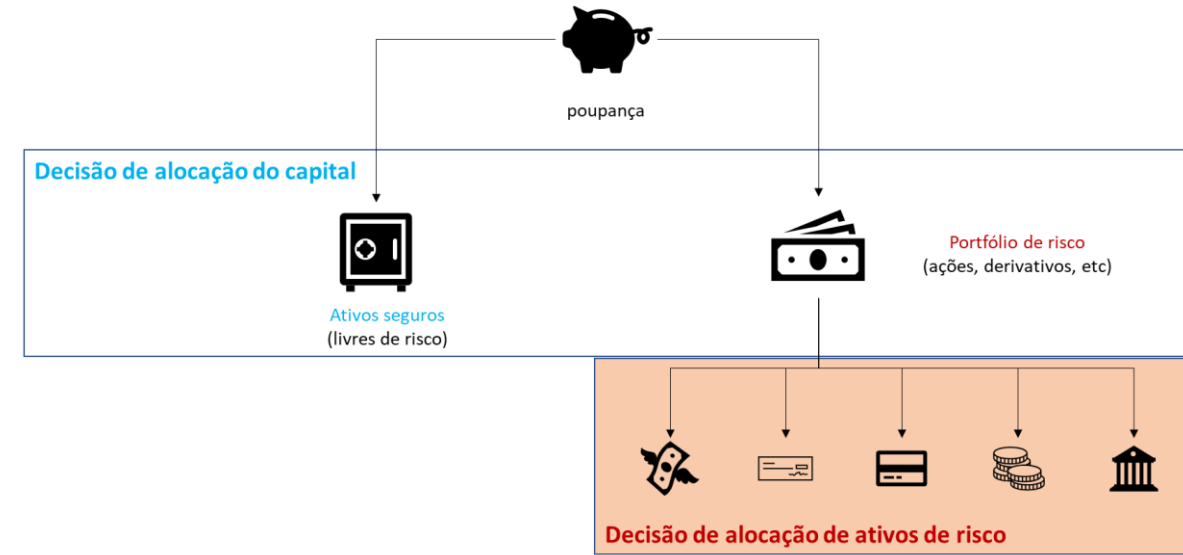 poupança
Decisão de alocação do capital
Portfólio de risco
(ações, derivativos, etc)
Ativos seguros
(livres de risco)
Decisão de alocação de ativos de risco